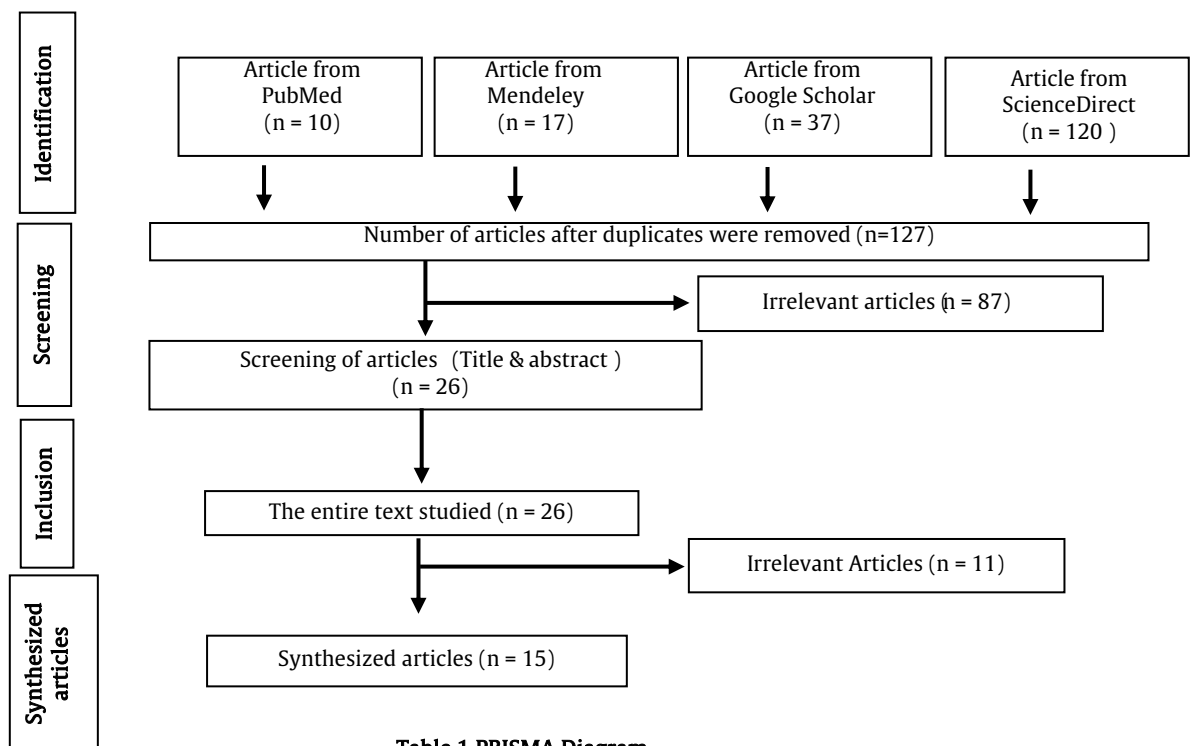 Identification
Article from
PubMed
(n = 10)
Article from
Mendeley
(n = 17)
Article from
Google Scholar
(n = 37)
Article from
ScienceDirect
(n = 120 )
Number of articles after duplicates were removed (n=127)
Screening
Irrelevant articles (n = 87)
Screening of articles (Title & abstract )
(n = 26)
Inclusion
The entire text studied (n = 26)
Irrelevant Articles (n = 11)
Synthesized
articles
Synthesized articles (n = 15)
Table 1 PRISMA Diagram